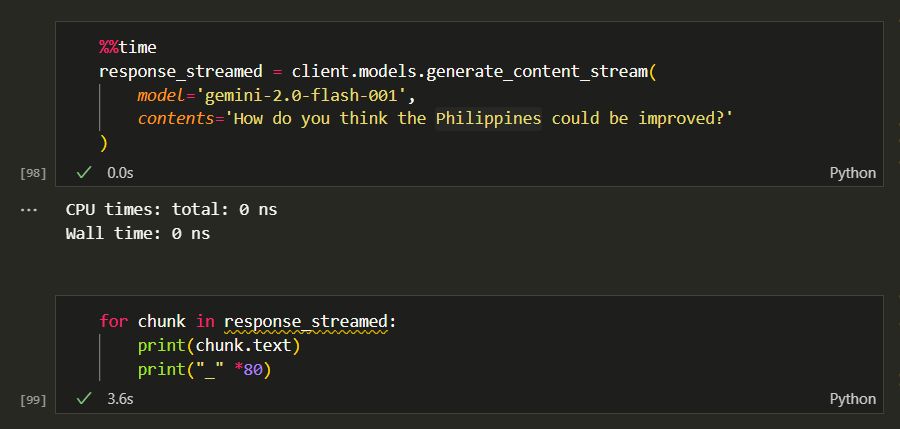 %%time
response_streamed = client.models.generate_content_stream(
    model='gemini-2.0-flash-001',
    contents='How do you think the Philippines could be improved?'
)
[98] ✓ 0.0s Python
... CPU times: total: 0 ns
Wall time: 0 ns
for chunk in response_streamed:
    print(chunk.text)
    print("_" *80)
[99] ✓ 3.6s Python